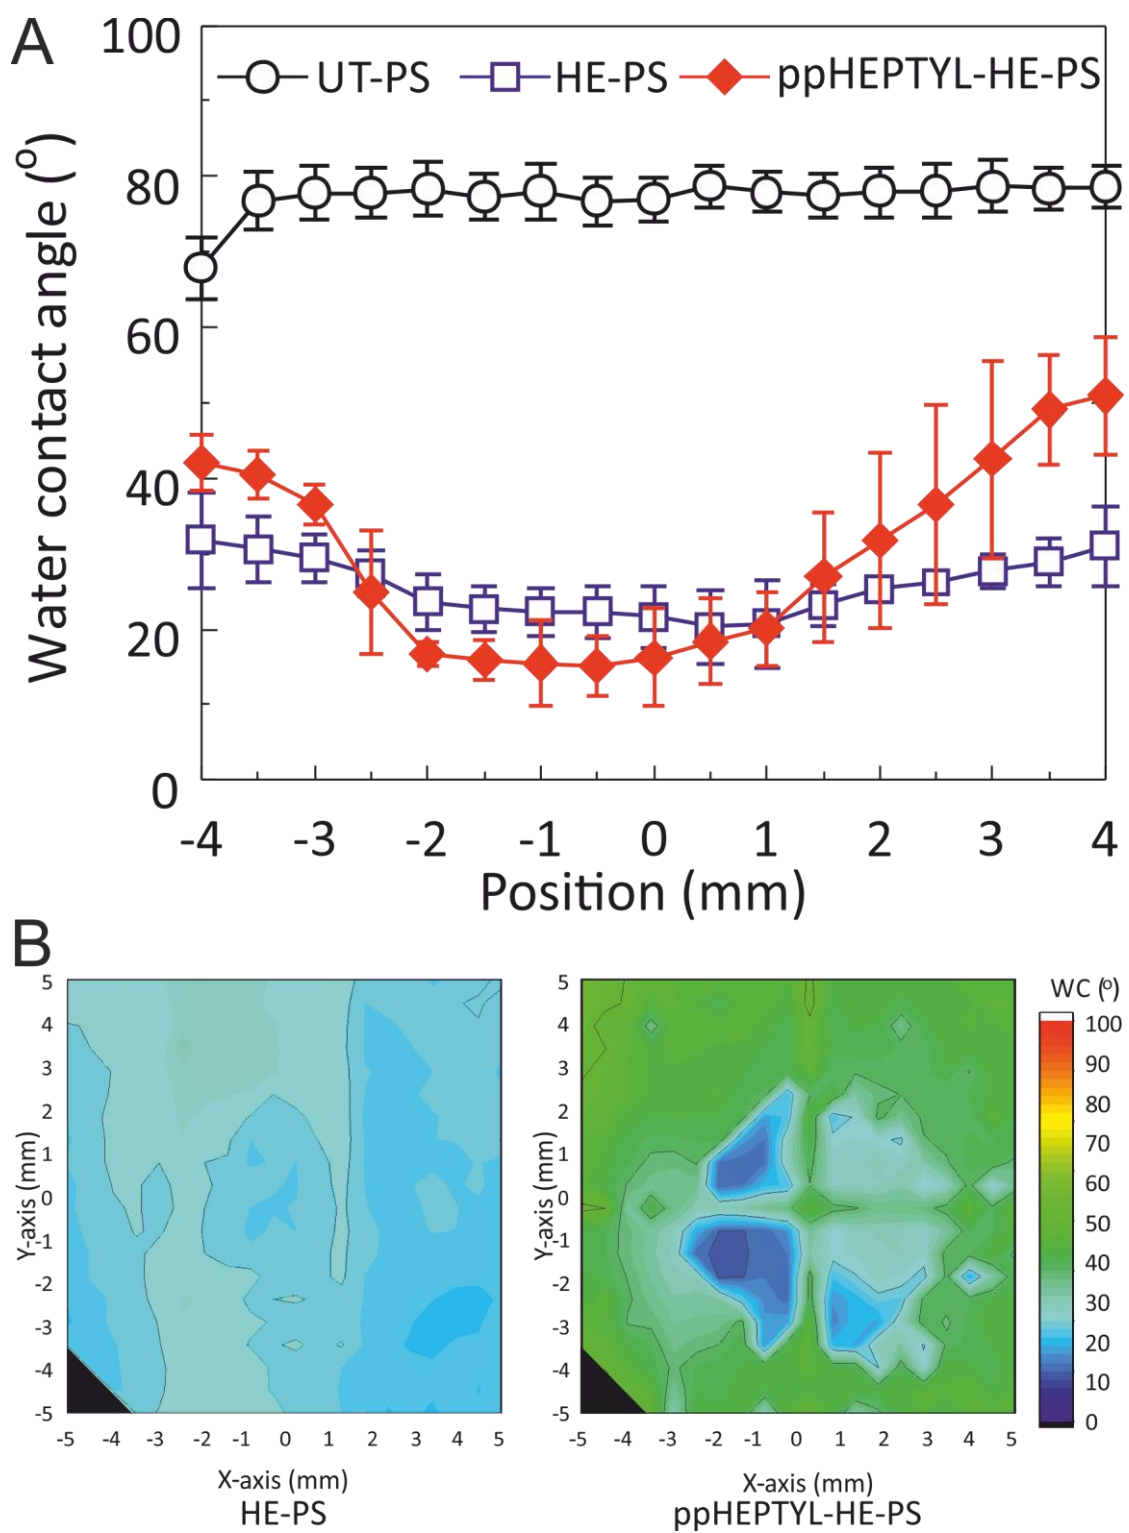 A
UT-PS HE-PS ppHEPTYL-HE-PS
Water contact angle (o)
100
80
60
40
20
0
-4 -3 -2 -1 0 1 2 3 4
Position (mm)
B
WC (o)
5
4
3
2
1
0
-1
-2
-3
-4
-5
Y-axis (mm)
-5 -4 -3 -2 -1 0 1 2 3 4 5
X-axis (mm)
HE-PS
5
4
3
2
1
0
-1
-2
-3
-4
-5
Y-axis (mm)
-5 -4 -3 -2 -1 0 1 2 3 4 5
X-axis (mm)
ppHEPTYL-HE-PS
100
90
80
70
60
50
40
30
20
10
0